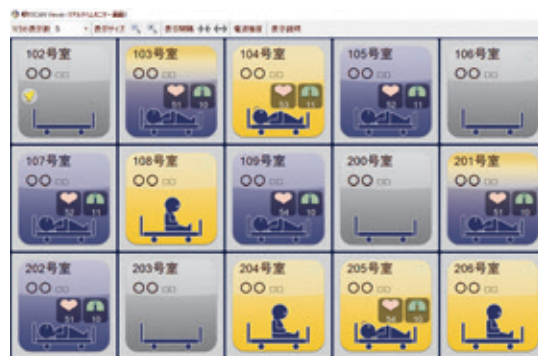 102号室
103号室
104号室
105号室
106号室
○○ □□
○○ □□
○○ □□
○○ □□
○○ □□
51 10
53 11
52 11
107号室
108号室
109号室
200号室
201号室
○○ □□
○○ □□
○○ □□
○○ □□
○○ □□
52 11
54 10
51 10
202号室
203号室
204号室
205号室
206号室
○○ □□
○○ □□
○○ □□
○○ □□
○○ □□
51 10
54 10